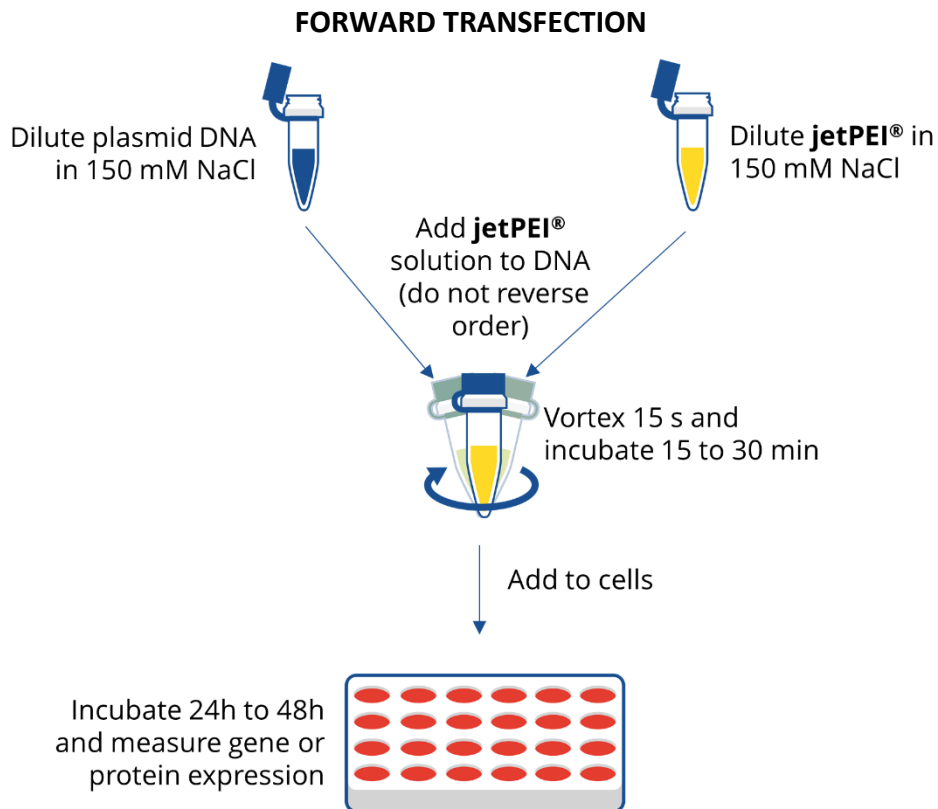 FORWARD TRANSFECTION
Dilute plasmid DNA
in 150 mM NaCl
Dilute jetPEI® in
150 mM NaCl
Add jetPEI®
solution to DNA
(do not reverse
order)
Vortex 15 s and
incubate 15 to 30 min
Add to cells
Incubate 24h to 48h
and measure gene or
protein expression